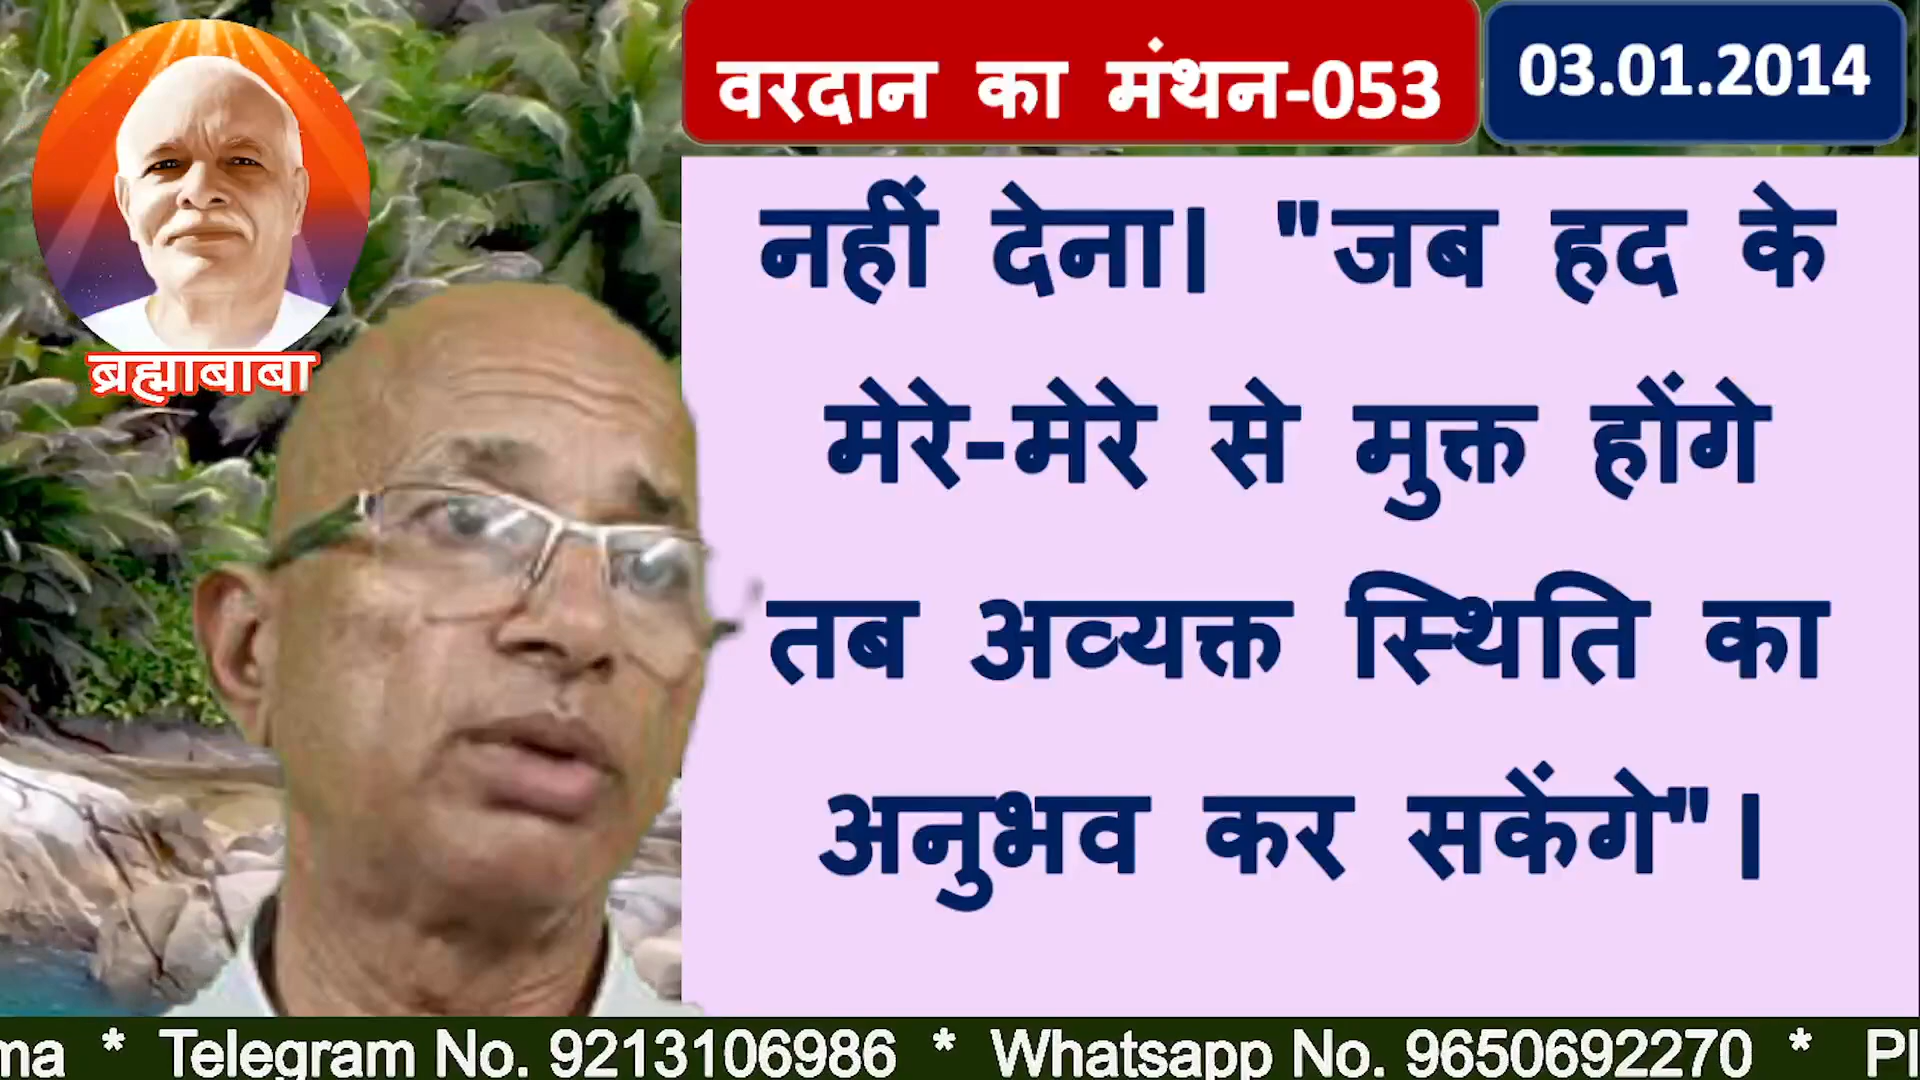 वरदान का मंथन-053
03.01.2014
ब्रह्माबाबा
नहीं देना। "जब हद के
मेरे-मेरे से मुक्त होंगे
तब अव्यक्त स्थिति का
अनुभव कर सकेंगे"।
ma * Telegram No. 9213106986 * Whatsapp No. 9650692270 * Pl